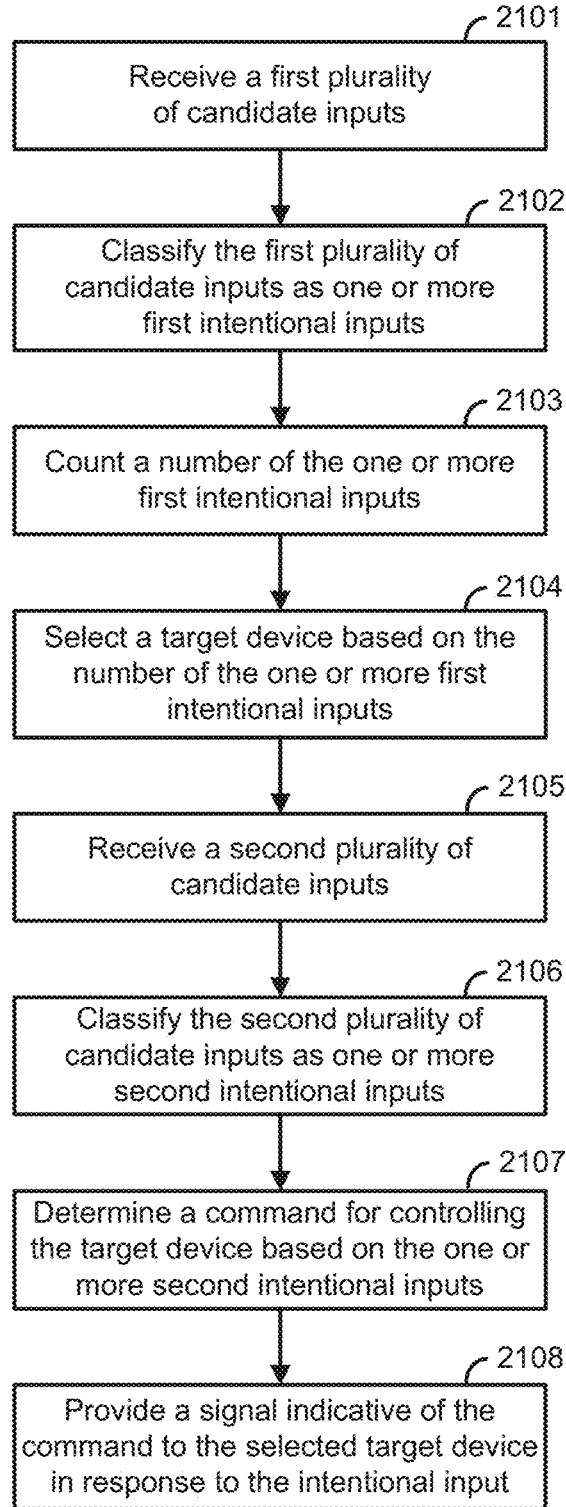 2101
Receive a first plurality
of candidate inputs
2102
Classify the first plurality of
candidate inputs as one or more
first intentional inputs
2103
Count a number of the one or more
first intentional inputs
2104
Select a target device based on the
number of the one or more first
intentional inputs
2105
Receive a second plurality of
candidate inputs
2106
Classify the second plurality of
candidate inputs as one or more
second intentional inputs
2107
Determine a command for controlling
the target device based on the one or
more second intentional inputs
2108
Provide a signal indicative of the
command to the selected target device
in response to the intentional input